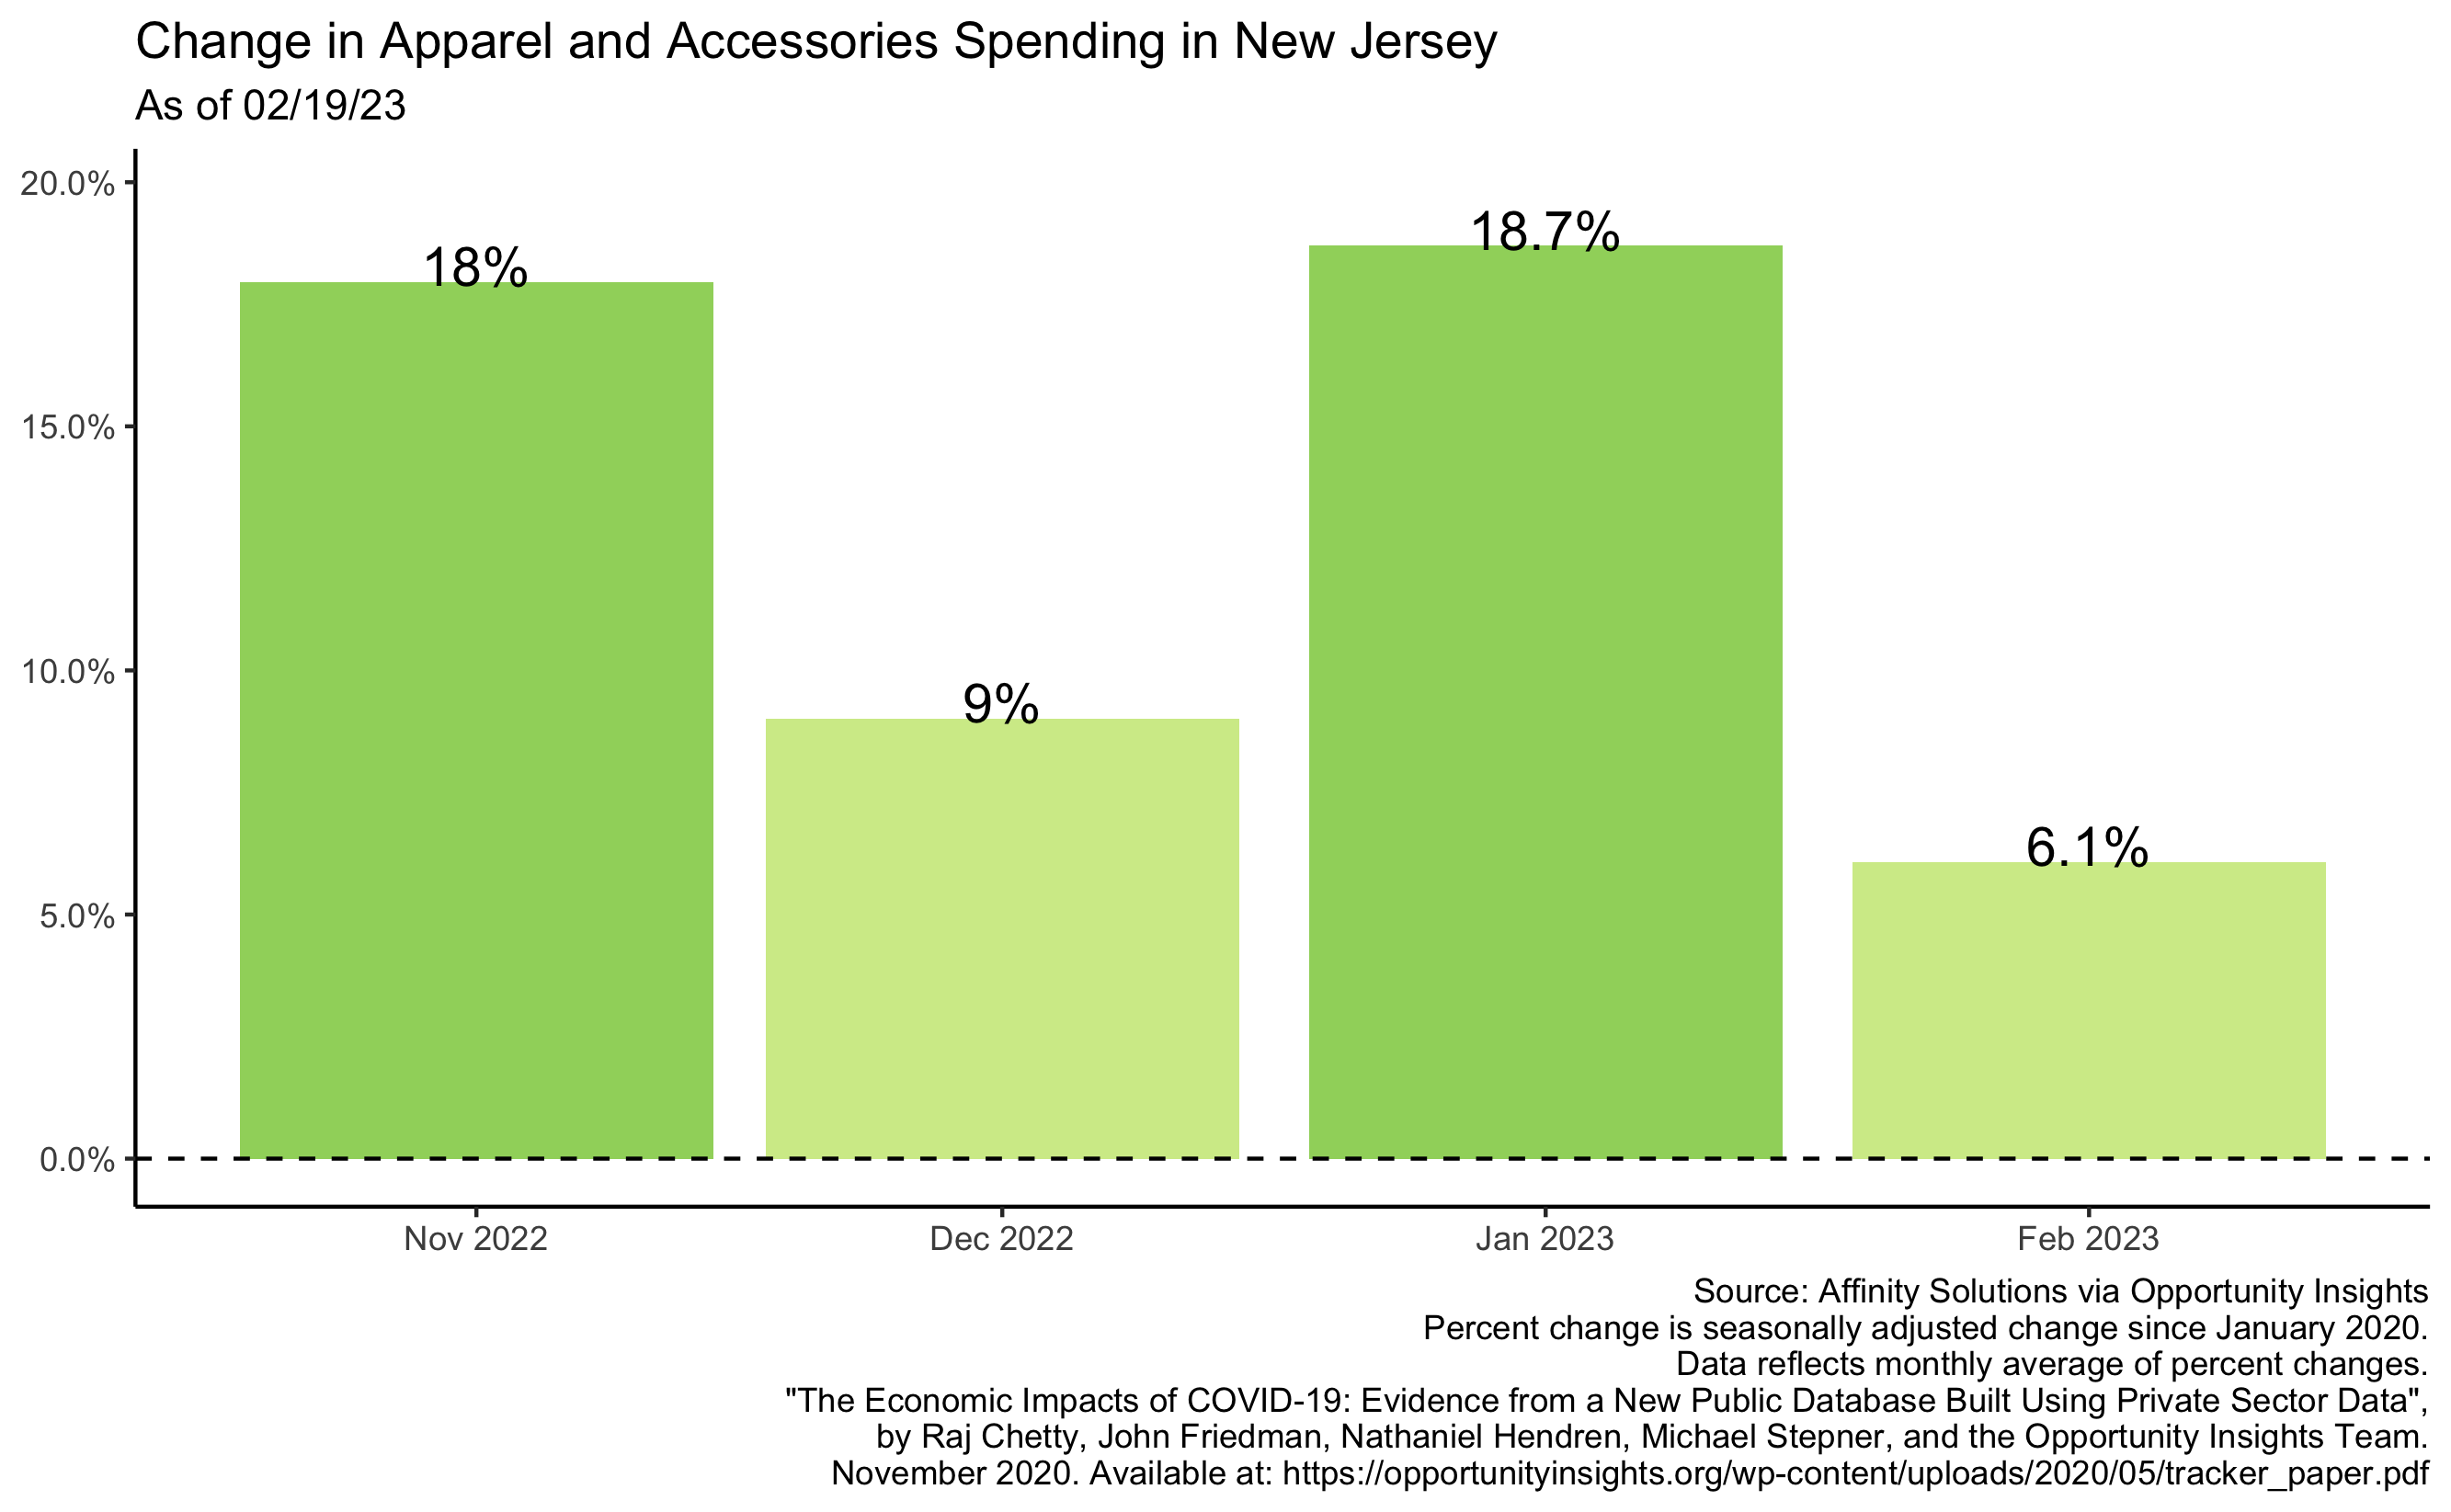 Change in Apparel and Accessories Spending in New Jersey
As of 02/19/23
20.0%
15.0%
10.0%
5.0%
0.0%
18%
9%
18.7%
6.1%
Nov 2022
Dec 2022
Jan 2023
Feb 2023
Source: Affinity Solutions via Opportunity Insights
Percent change is seasonally adjusted change since January 2020.
Data reflects monthly average of percent changes.
"The Economic Impacts of COVID-19: Evidence from a New Public Database Built Using Private Sector Data",
by Raj Chetty, John Friedman, Nathaniel Hendren, Michael Stepner, and the Opportunity Insights Team.
November 2020. Available at: https://opportunityinsights.org/wp-content/uploads/2020/05/tracker_paper.pdf